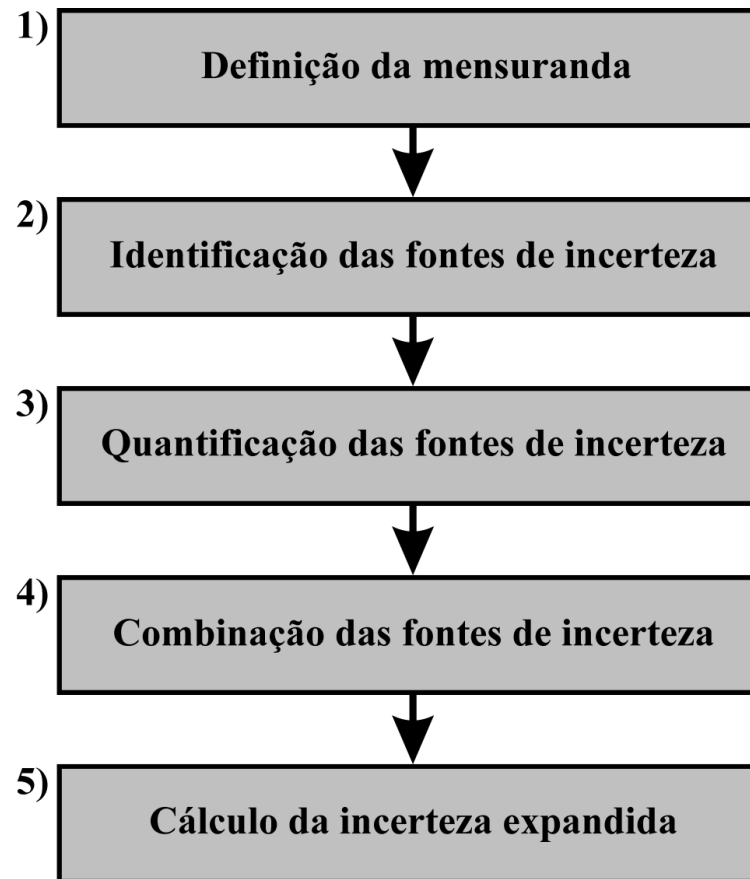 1) Definição da mensuranda
2) Identificação das fontes de incerteza
3) Quantificação das fontes de incerteza
4) Combinação das fontes de incerteza
5) Cálculo da incerteza expandida